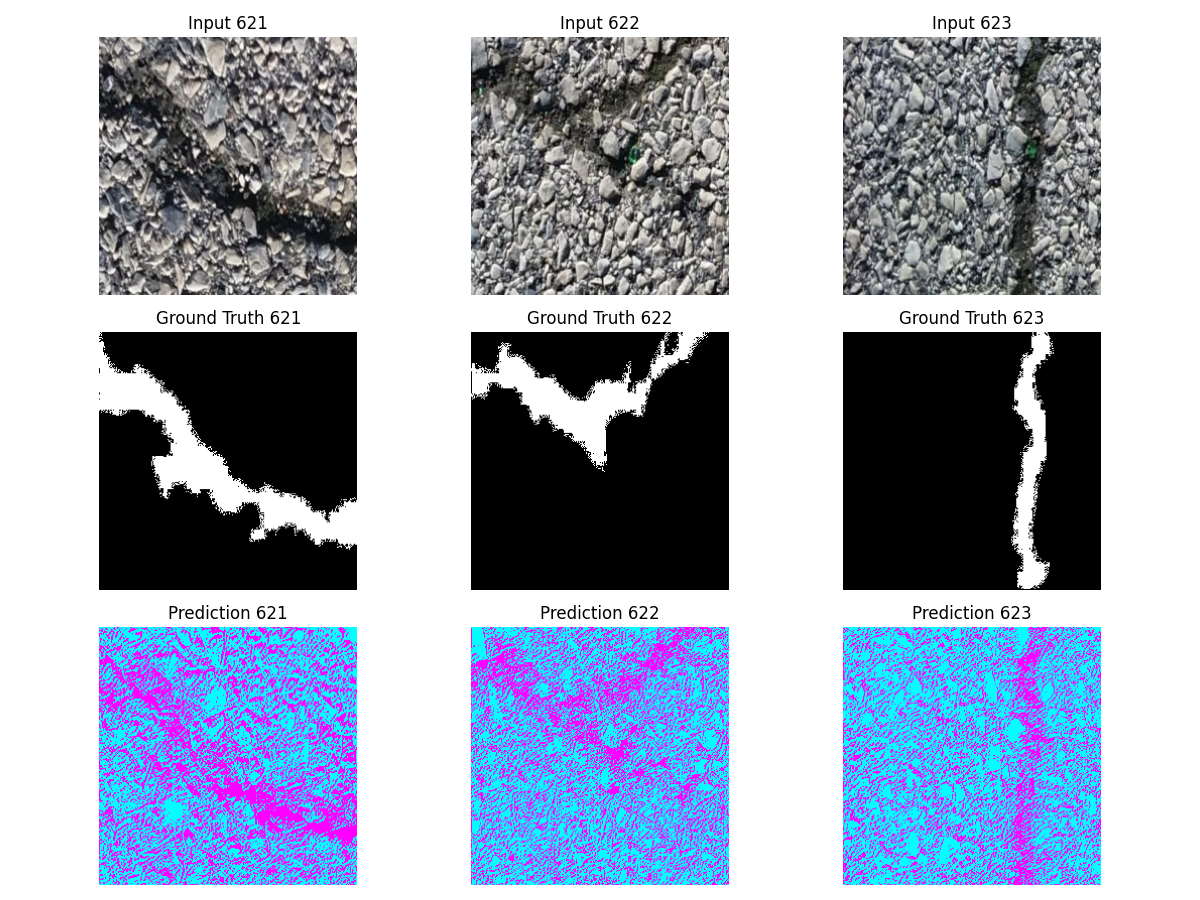 Input 621
Input 622
Input 623
Ground Truth 621
Ground Truth 622
Ground Truth 623
Prediction 621
Prediction 622
Prediction 623